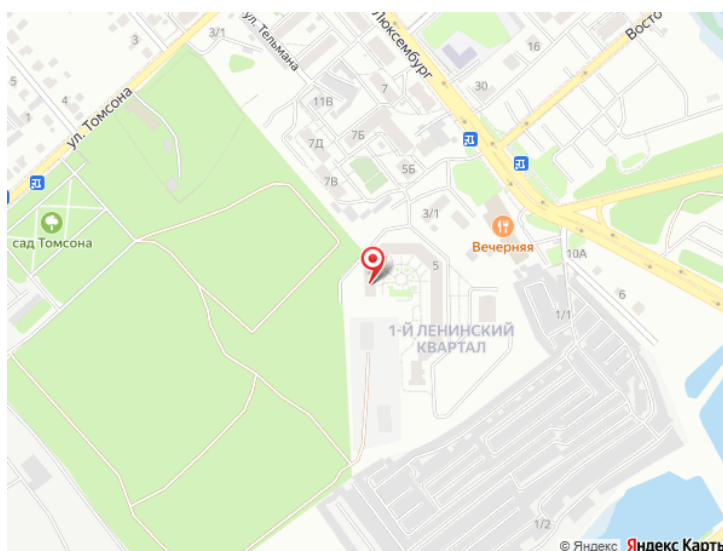 3
3/1
ул. Тельмана
Люксембург
16
Восто
5
4
1
ул. Томсона
11В
7
30
7Б
7Д
5Б
7В
3/1
сад Томсона
Вечерняя
10А
5
6
1/1
1-Й ЛЕНИНСКИЙ
КВАРТАЛ
1/2
© Яндекс Яндекс Карты